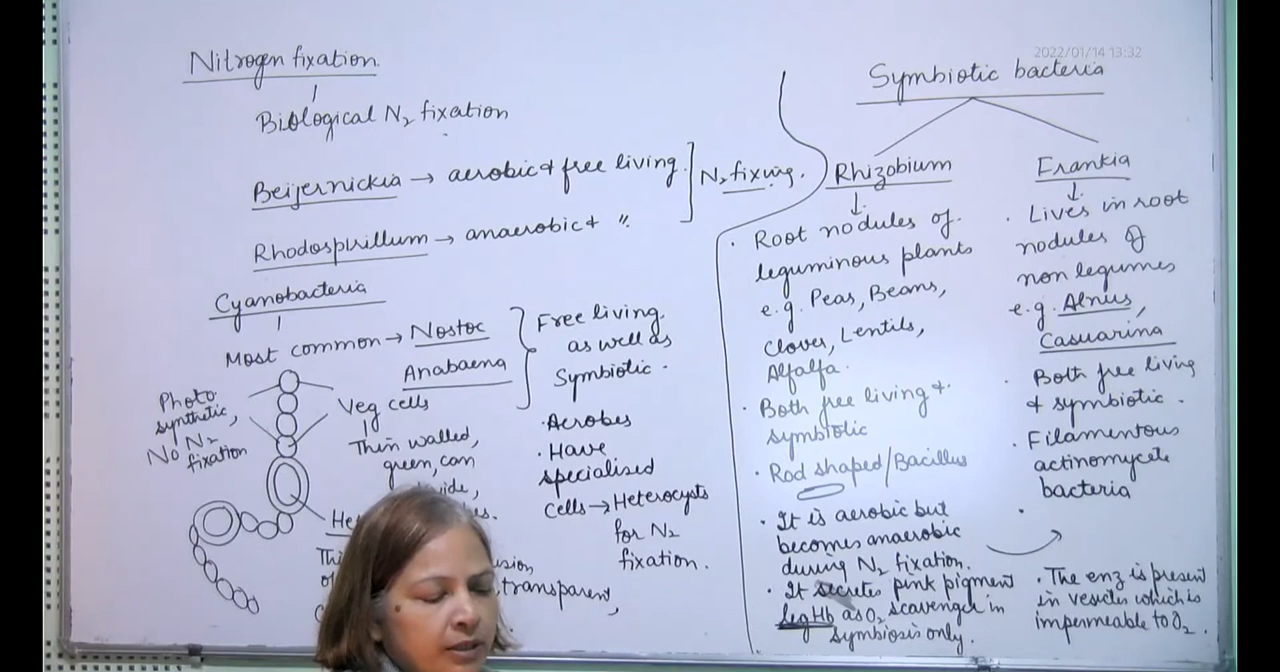 2022/01/14 13:32
Nitrogen fixation
Biological N₂ fixation
Beijernickia → aerobic & free living
Rhodospirillum → anaerobic & "
N₂ fixing.
Cyanobacteria
Most common → Nostoc
Anabaena
Free living
as well as
Symbiotic.
· Aerobes
· Have
specialised
cells → Heterocysts
for N₂
fixation.
Photo
synthetic,
No N₂
fixation
Veg cells
Thin walled,
green, can
transparent,
Symbiotic bacteria
Rhizobium
· Root nodules of
leguminous plants
e.g. Peas, Beans,
Clover, Lentils,
Alfalfa.
· Both free living &
symbiotic
· Rod shaped/Bacillus
· It is aerobic but
becomes anaerobic
during N₂ fixation.
· It secretes pink pigment
leg Hb as O₂ scavenger in
symbiosis only.
Frankia
· Lives in root
nodules of
non legumes
e.g. Alnus,
Casuarina
· Both free living
& symbiotic.
· Filamentous
actinomycete
bacteria
· The enz is present
in vesicles which is
impermeable to O₂.